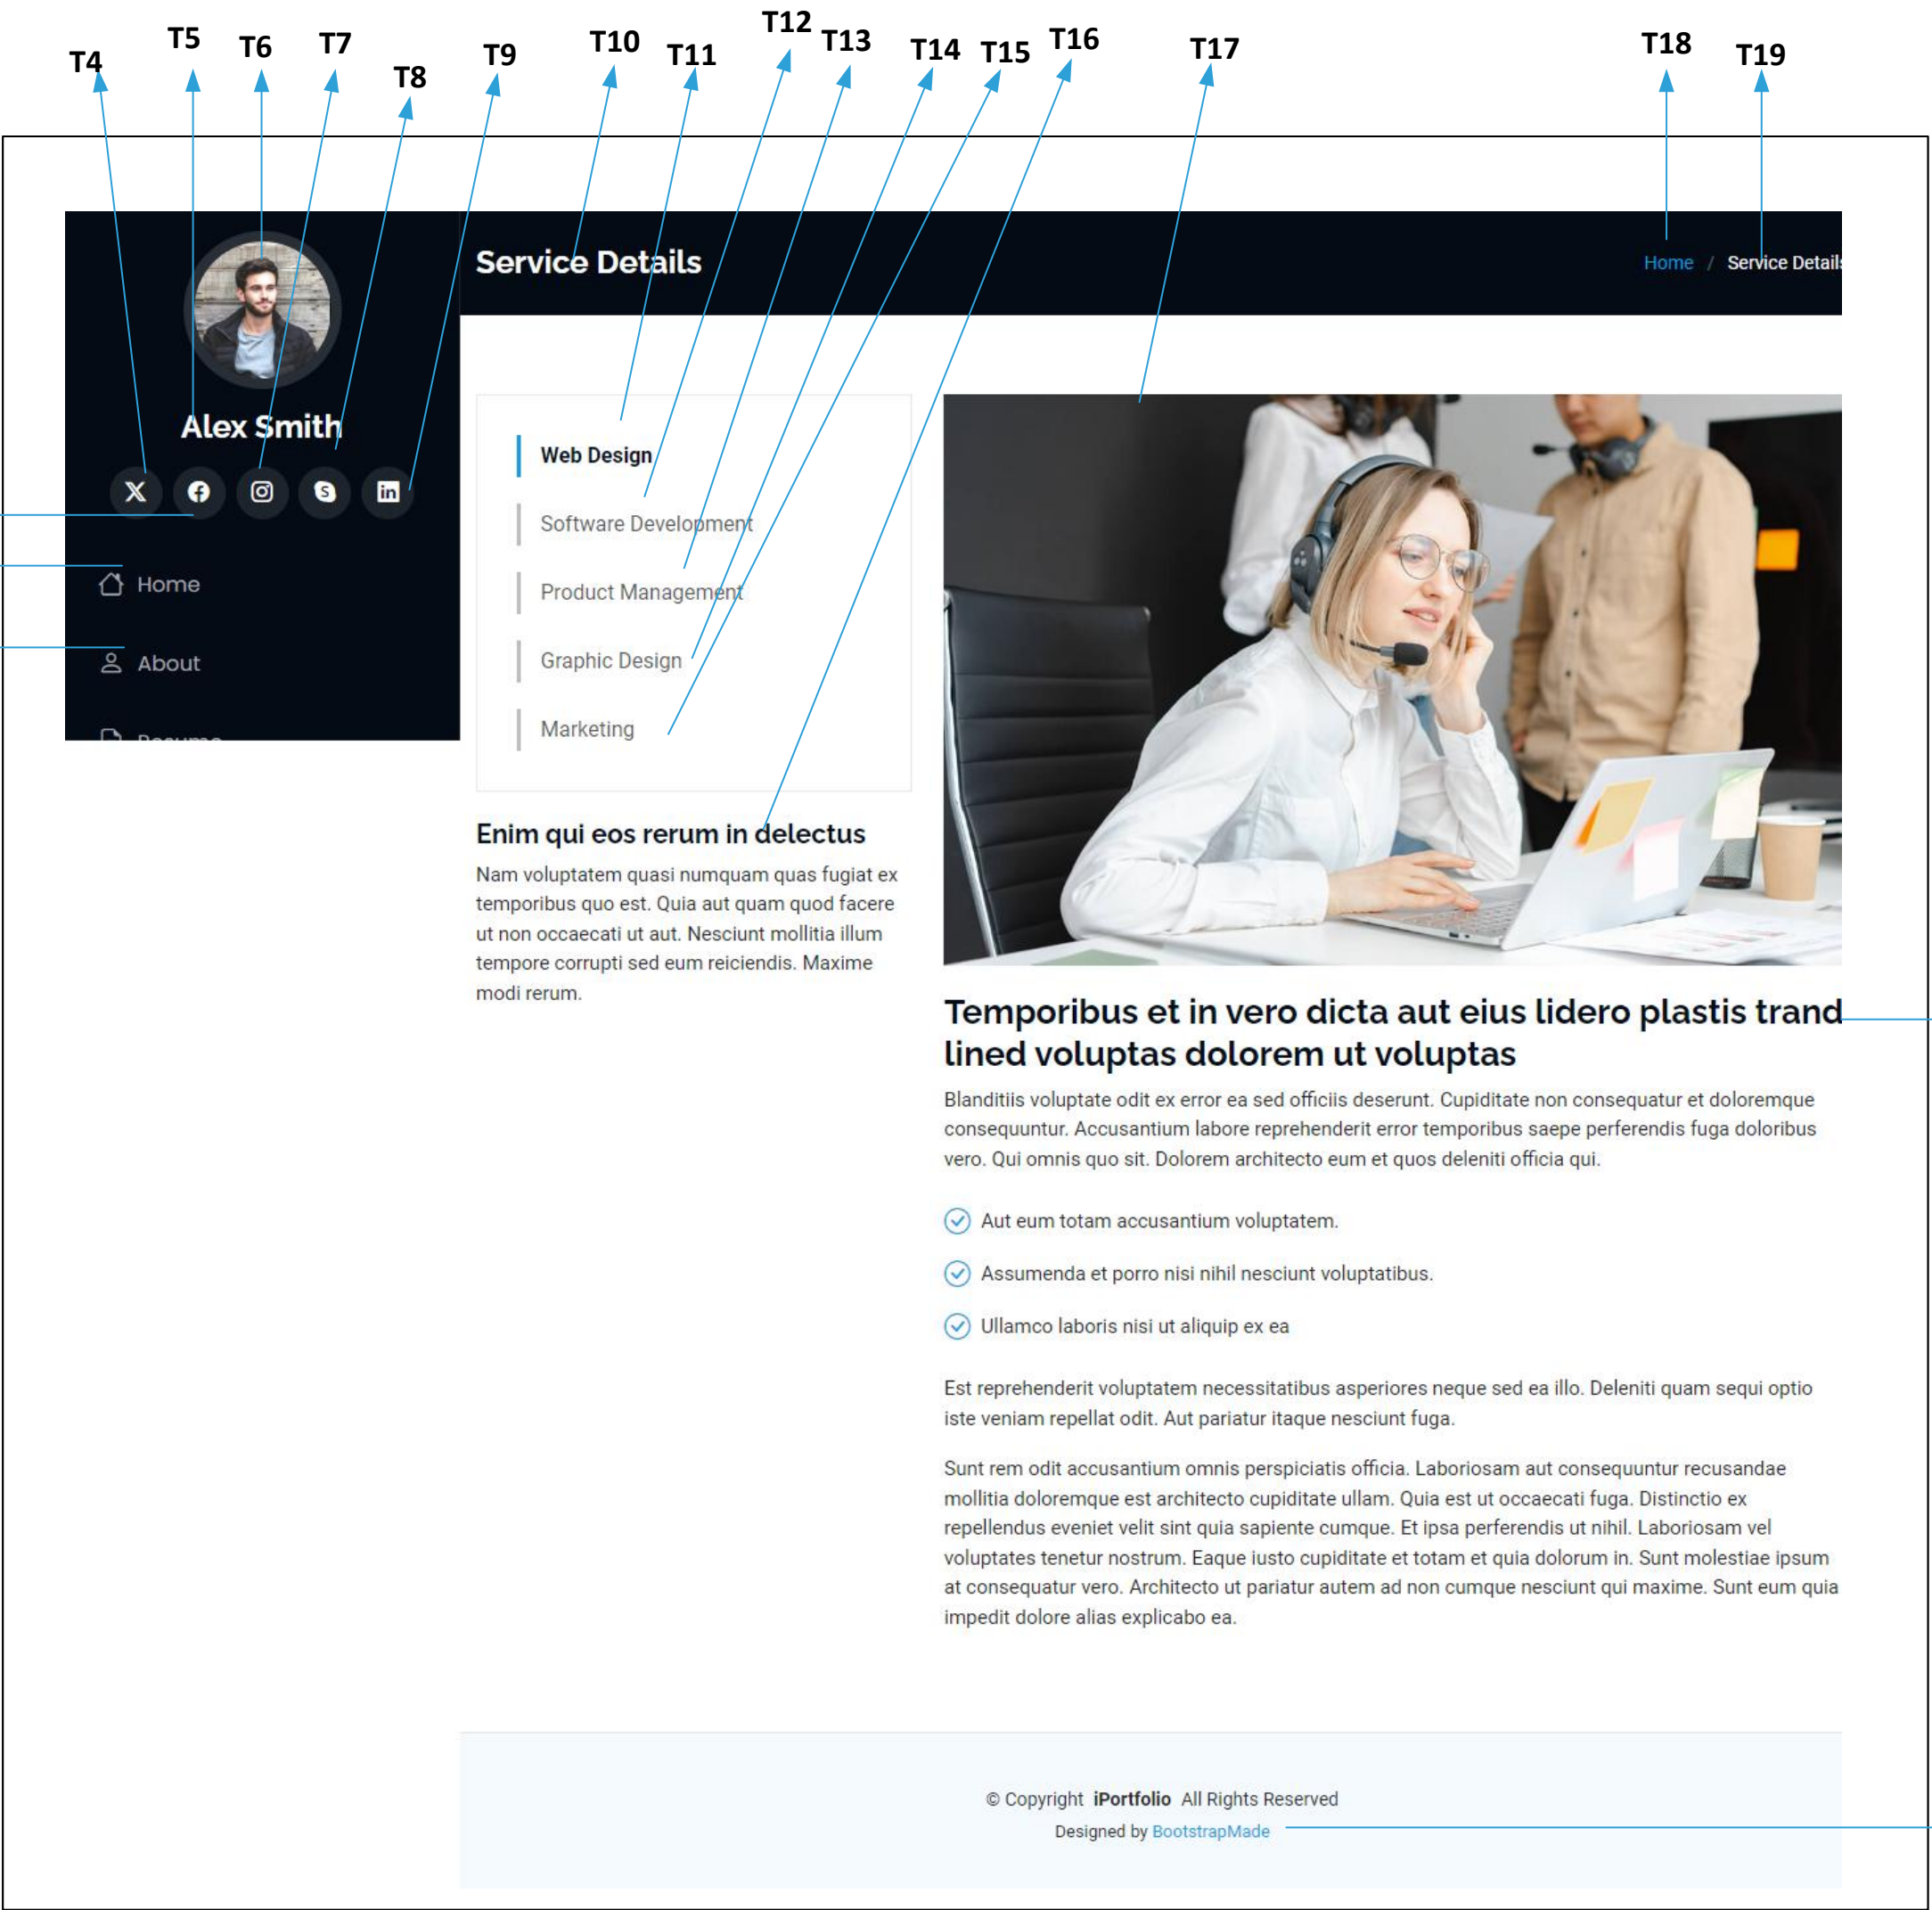 T4
T5
T6
T7
T8
T9
T10
T11
T12
T13
T14
T15
T16
T17
T18
T19
Service Details
Home / Service Details
Alex Smith
Home
About
Resume
Web Design
Software Development
Product Management
Graphic Design
Marketing
Enim qui eos rerum in delectus
Nam voluptatem quasi numquam quas fugiat ex
temporibus quo est. Quia aut quam quod facere
ut non occaecati ut aut. Nesciunt mollitia illum
tempore corrupti sed eum reiciendis. Maxime
modi rerum.
Temporibus et in vero dicta aut eius lidero plastis trand
lined voluptas dolorem ut voluptas
Blanditiis voluptate odit ex error ea sed officiis deserunt. Cupiditate non consequatur et doloremque
consequuntur. Accusantium labore reprehenderit error temporibus saepe perferendis fuga doloribus
vero. Qui omnis quo sit. Dolorem architecto eum et quos deleniti officia qui.
Aut eum totam accusantium voluptatem.
Assumenda et porro nisi nihil nesciunt voluptatibus.
Ullamco laboris nisi ut aliquip ex ea
Est reprehenderit voluptatem necessitatibus asperiores neque sed ea illo. Deleniti quam sequi optio
iste veniam repellat odit. Aut pariatur itaque nesciunt fuga.
Sunt rem odit accusantium omnis perspiciatis officia. Laboriosam aut consequuntur recusandae
mollitia doloremque est architecto cupiditate ullam. Quia est ut occaecati fuga. Distinctio ex
repellendus eveniet velit sint quia sapiente cumque. Et ipsa perferendis ut nihil. Laboriosam vel
voluptates tenetur nostrum. Eaque iusto cupiditate et totam et quia dolorum in. Sunt molestiae ipsum
at consequatur vero. Architecto ut pariatur autem ad non cumque nesciunt qui maxime. Sunt eum quia
impedit dolore alias explicabo ea.
© Copyright iPortfolio All Rights Reserved
Designed by BootstrapMade